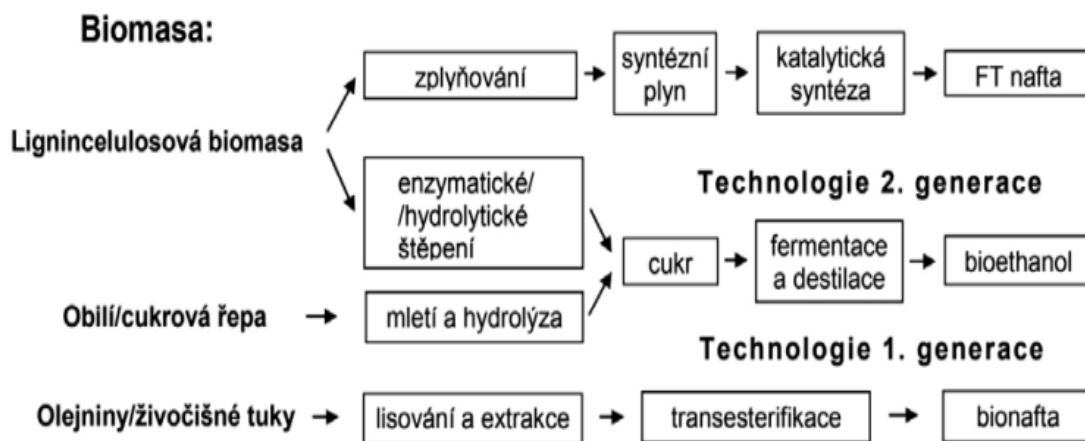 Biomasa:
zplyňování
syntézní
plyn
katalytická
syntéza
FT nafta
Lignincelulosová biomasa
enzymatické/
/hydrolytické
štěpení
Technologie 2. generace
cukr
fermentace
a destilace
bioethanol
Obilí/cukrová řepa
mletí a hydrolýza
Technologie 1. generace
Olejniny/živočišné tuky
lisování a extrakce
transesterifikace
bionafta